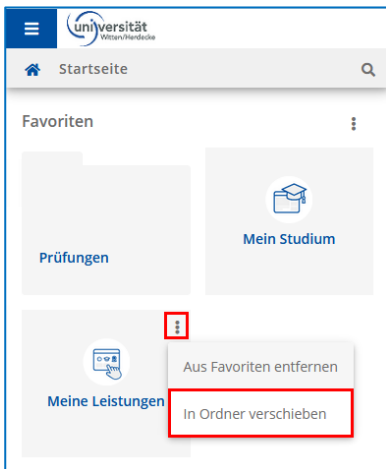 universität
Witten/Herdecke
Startseite
Favoriten
Prüfungen
Mein Studium
Meine Leistungen
Aus Favoriten entfernen
In Ordner verschieben